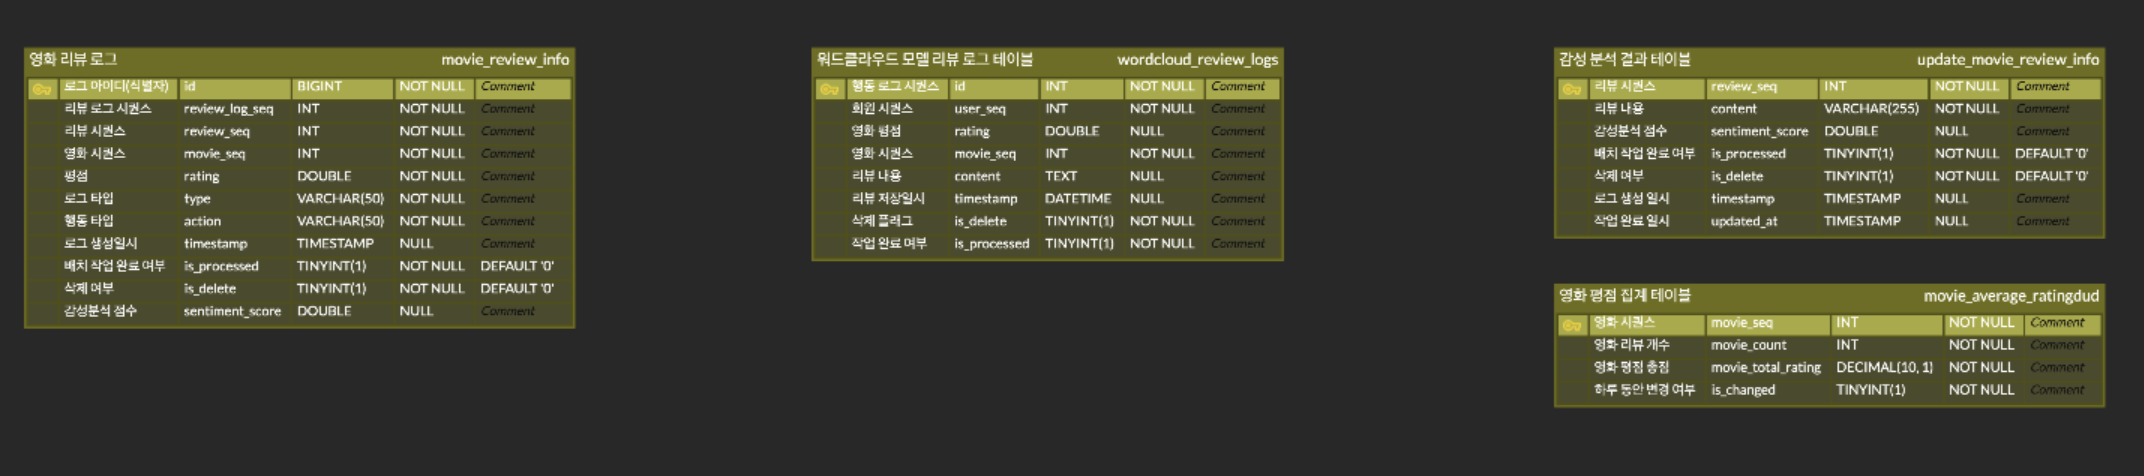 영화 리뷰 로그 movie_review_info
로그 아이디(식별자) id BIGINT NOT NULL Comment
리뷰 로그 시퀀스 review_log_seq INT NOT NULL Comment
리뷰 시퀀스 review_seq INT NOT NULL Comment
영화 시퀀스 movie_seq INT NOT NULL Comment
평점 rating DOUBLE NOT NULL Comment
로그 타입 type VARCHAR(50) NOT NULL Comment
행동 타입 action VARCHAR(50) NOT NULL Comment
로그 생성일시 timestamp TIMESTAMP NULL Comment
배치 작업 완료 여부 is_processed TINYINT(1) NOT NULL DEFAULT '0'
삭제 여부 is_delete TINYINT(1) NOT NULL DEFAULT '0'
감성분석 점수 sentiment_score DOUBLE NULL Comment
워드클라우드 모델 리뷰 로그 테이블 wordcloud_review_logs
행동 로그 시퀀스 id INT NOT NULL Comment
회원 시퀀스 user_seq INT NOT NULL Comment
영화 평점 rating DOUBLE NULL Comment
영화 시퀀스 movie_seq INT NOT NULL Comment
리뷰 내용 content TEXT NULL Comment
리뷰 저장일시 timestamp DATETIME NULL Comment
삭제 플래그 is_delete TINYINT(1) NOT NULL Comment
작업 완료 여부 is_processed TINYINT(1) NOT NULL Comment
감성 분석 결과 테이블 update_movie_review_info
리뷰 시퀀스 review_seq INT NOT NULL Comment
리뷰 내용 content VARCHAR(255) NOT NULL Comment
감성분석 점수 sentiment_score DOUBLE NULL Comment
배치 작업 완료 여부 is_processed TINYINT(1) NOT NULL DEFAULT '0'
삭제 여부 is_delete TINYINT(1) NOT NULL DEFAULT '0'
로그 생성 일시 timestamp TIMESTAMP NULL Comment
작업 완료 일시 updated_at TIMESTAMP NULL Comment
영화 평점 집계 테이블 movie_average_ratingdud
영화 시퀀스 movie_seq INT NOT NULL Comment
영화 리뷰 개수 movie_count INT NOT NULL Comment
영화 평점 총점 movie_total_rating DECIMAL(10, 1) NOT NULL Comment
하루 동안 변경 여부 is_changed TINYINT(1) NOT NULL Comment